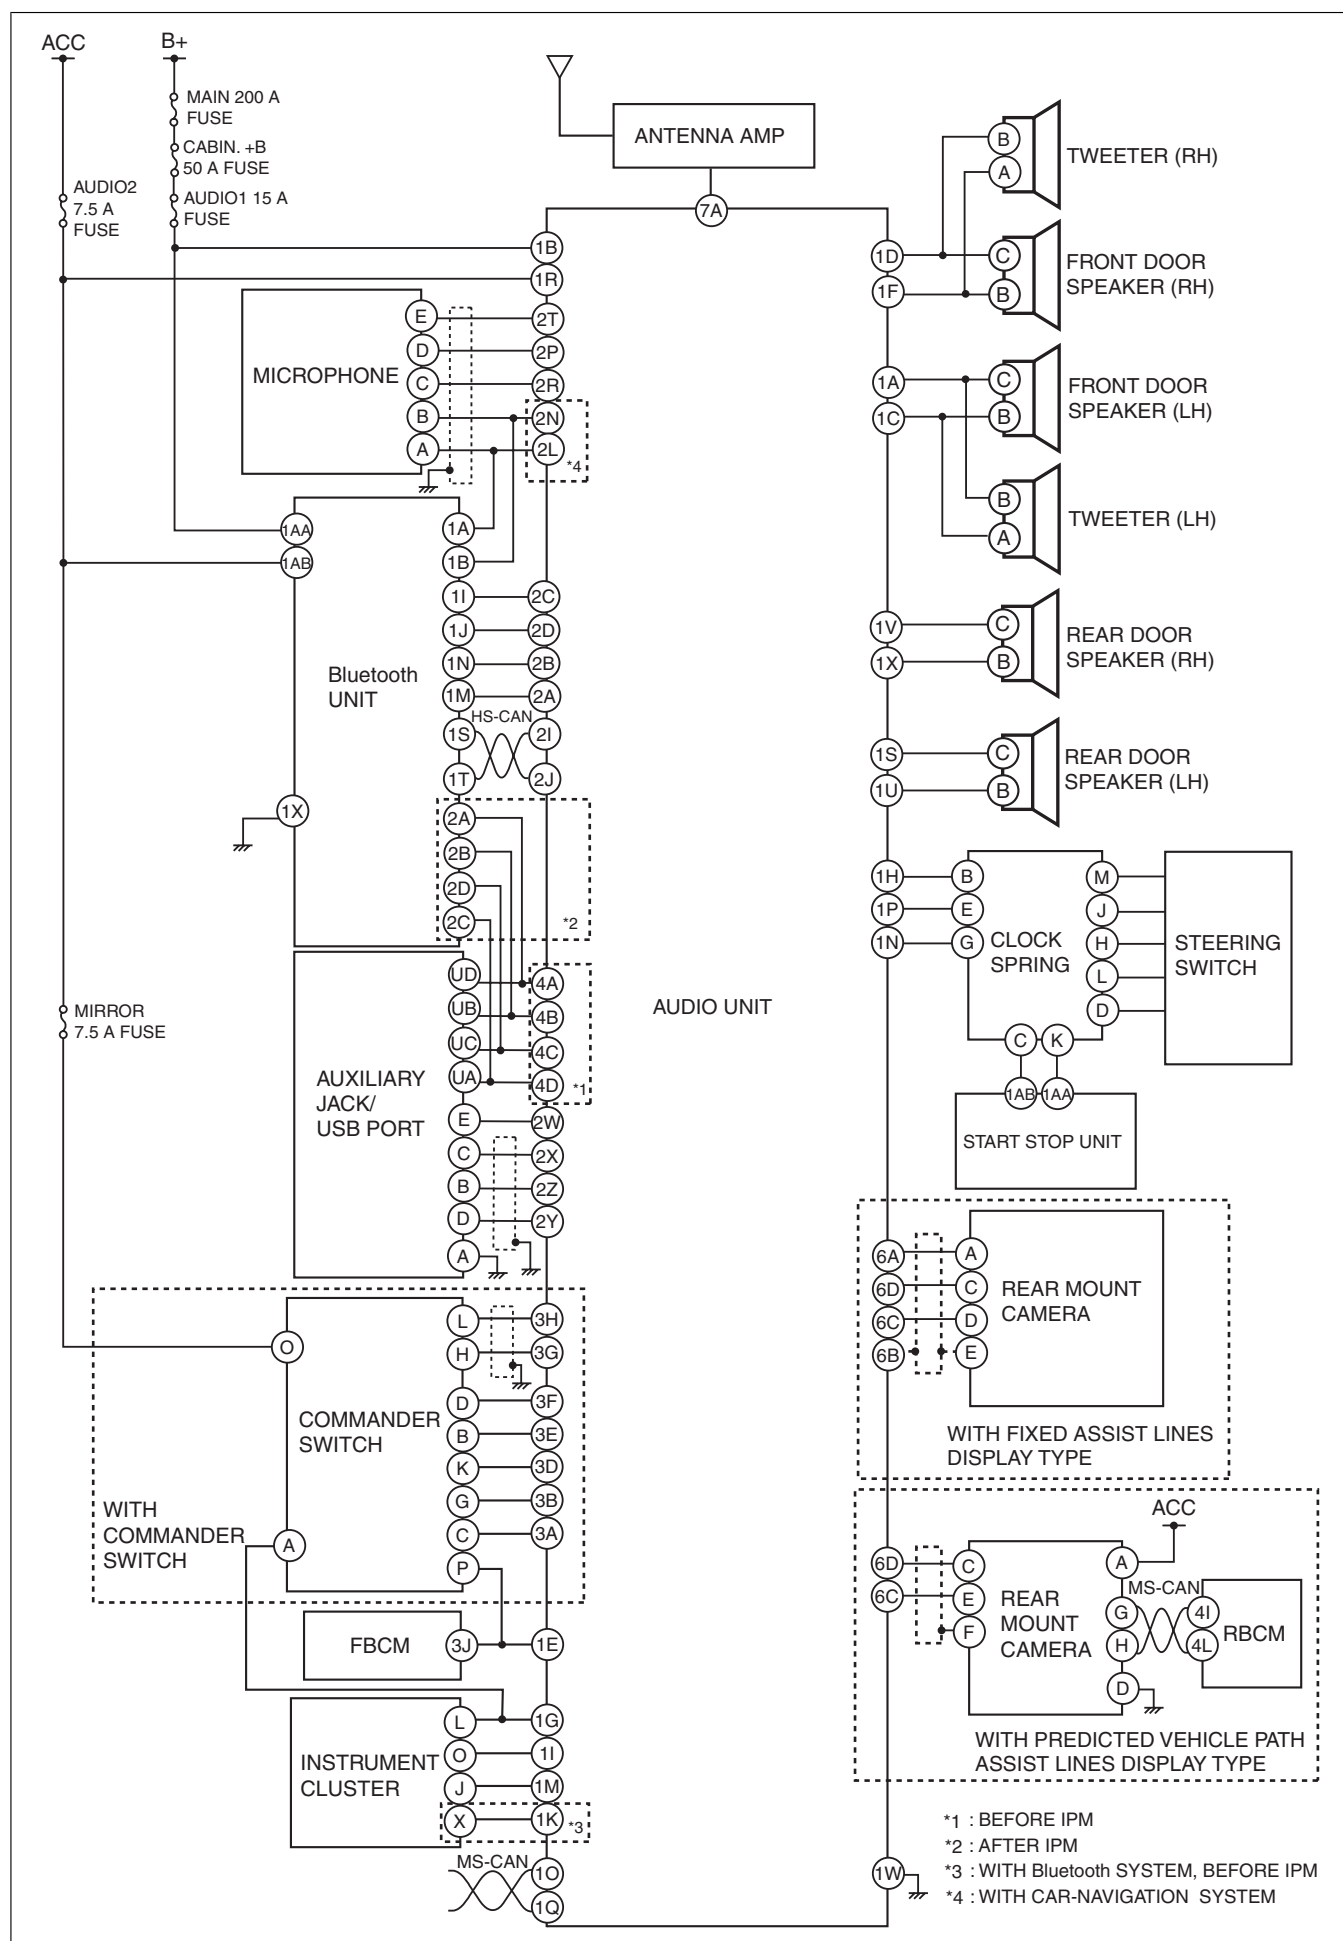 ACC
B+
MAIN 200 A
FUSE
CABIN. +B
50 A FUSE
AUDIO2
7.5 A
FUSE
AUDIO1 15 A
FUSE
ANTENNA AMP
7A
1B
1R
MICROPHONE
E
D
C
B
A
2T
2P
2R
2N
2L
*4
1AA
1AB
1X
Bluetooth
UNIT
1A
1B
1I
1J
1N
1M
1S
1T
HS-CAN
2C
2D
2B
2A
2I
2J
2A
2B
2D
2C
*2
MIRROR
7.5 A FUSE
AUXILIARY
JACK/
USB PORT
UD
UB
UC
UA
E
C
B
D
A
4A
4B
4C
4D
*1
2W
2X
2Z
2Y
AUDIO UNIT
O
A
COMMANDER
SWITCH
WITH
COMMANDER
SWITCH
L
H
D
B
K
G
C
P
3H
3G
3F
3E
3D
3B
3A
FBCM
3J
1E
INSTRUMENT
CLUSTER
L
O
J
X
1G
1I
1M
1K
*3
MS-CAN
1O
1Q
1D
1F
B
A
TWEETER (RH)
C
B
FRONT DOOR
SPEAKER (RH)
1A
1C
C
B
FRONT DOOR
SPEAKER (LH)
B
A
TWEETER (LH)
1V
1X
C
B
REAR DOOR
SPEAKER (RH)
1S
1U
C
B
REAR DOOR
SPEAKER (LH)
1H
1P
1N
B
E
G
CLOCK
SPRING
M
J
H
L
D
STEERING
SWITCH
C
K
1AB
1AA
START STOP UNIT
6A
6D
6C
6B
A
C
D
E
REAR MOUNT
CAMERA
WITH FIXED ASSIST LINES
DISPLAY TYPE
ACC
6D
6C
C
E
F
REAR
MOUNT
CAMERA
A
G
H
D
MS-CAN
4I
4L
RBCM
WITH PREDICTED VEHICLE PATH
ASSIST LINES DISPLAY TYPE
1W
*1 : BEFORE IPM
*2 : AFTER IPM
*3 : WITH Bluetooth SYSTEM, BEFORE IPM
*4 : WITH CAR-NAVIGATION SYSTEM